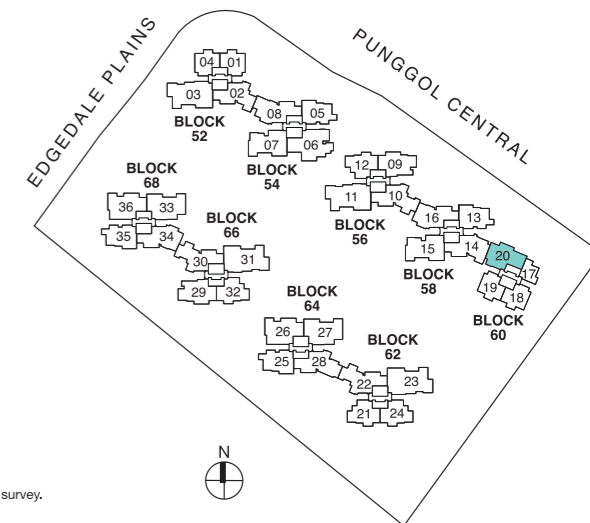 EDGEDALE PLAINS
PUNGGOL CENTRAL
04 01
03 02
BLOCK
52
08 05
07 06
BLOCK
54
12 09
11 10
BLOCK
56
16 13
15 14
BLOCK
58
20 17
19 18
BLOCK
60
BLOCK
68
36 33
35 34
BLOCK
66
30 31
29 32
BLOCK
64
26 27
25 28
BLOCK
62
22 23
21 24
N
survey.